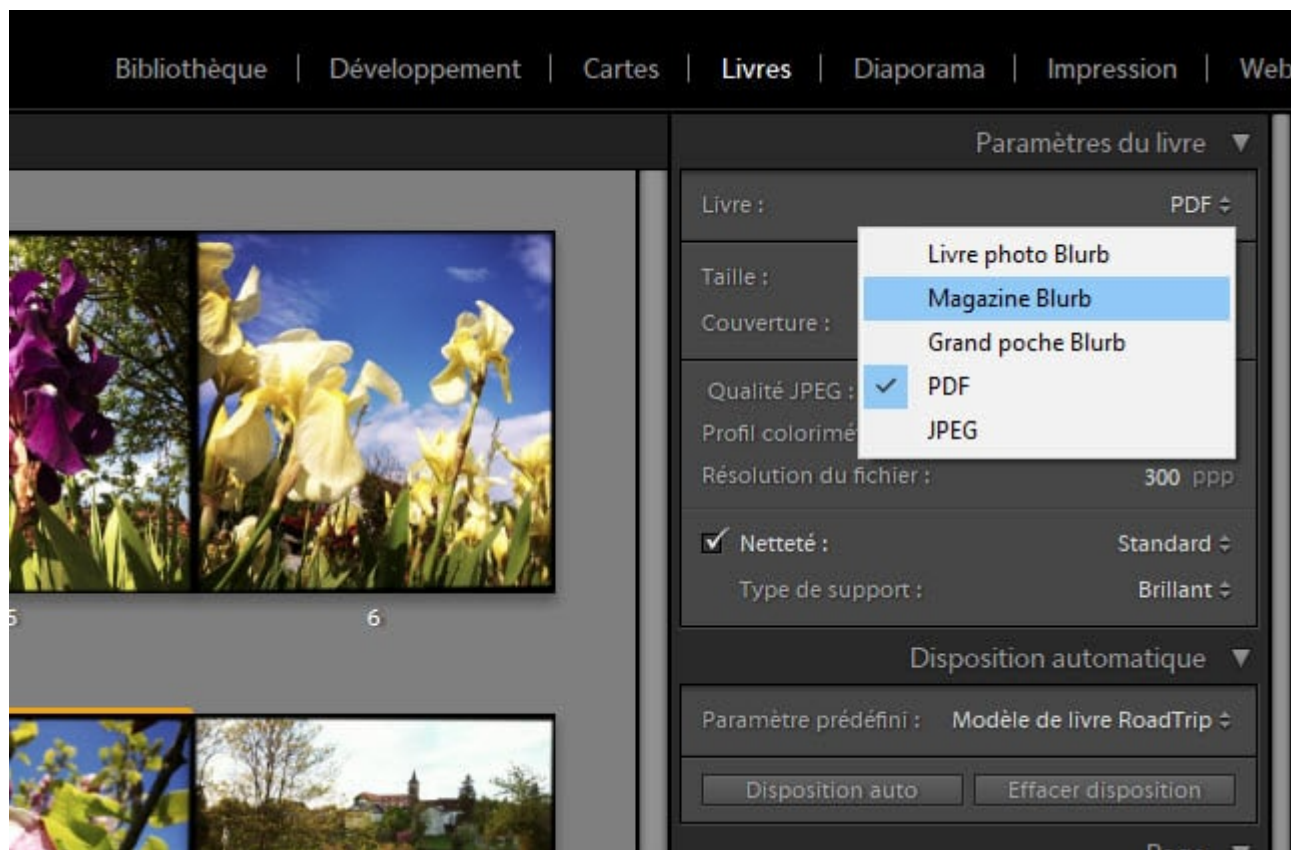 Bibliothèque | Développement | Cartes | Livres | Diaporama | Impression | Web
Paramètres du livre
Livre : PDF
Livre photo Blurb
Taille :
Magazine Blurb
Couverture :
Grand poche Blurb
Qualité JPEG :
PDF
JPEG
Résolution du fichier : 300 ppp
Netteté : Standard
Type de support : Brillant
6
Disposition automatique
Paramètre prédéfini : Modèle de livre RoadTrip
Disposition auto Effacer disposition